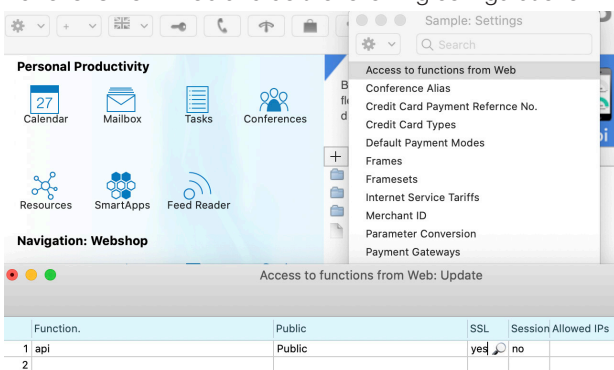 Sample: Settings
Search
Personal Productivity
27
Calendar
Mailbox
Tasks
Conferences
Resources
SmartApps
Feed Reader
Navigation: Webshop
Access to functions from Web
Conference Alias
Credit Card Payment Refernce No.
Credit Card Types
Default Payment Modes
Frames
Framesets
Internet Service Tariffs
Merchant ID
Parameter Conversion
Payment Gateways
Access to functions from Web: Update
Function. Public SSL Session Allowed IPs
1 api Public yes no
2